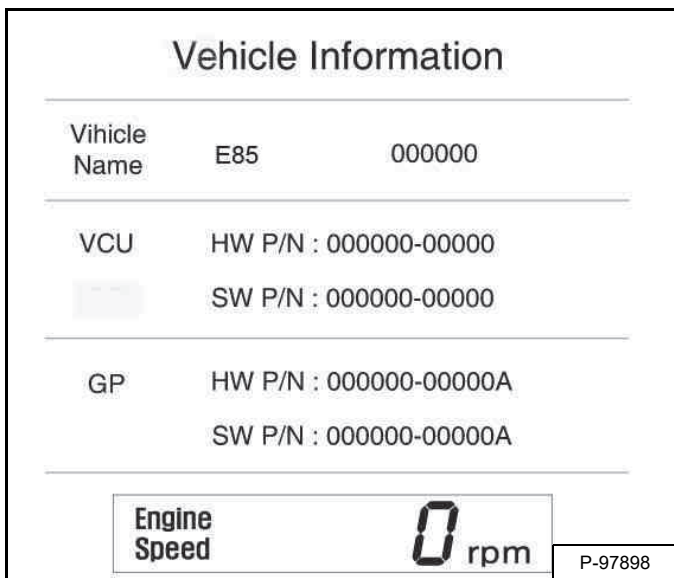 Vehicle Information
Vihicle
Name
E85 000000
VCU HW P/N : 000000-00000
SW P/N : 000000-00000
GP HW P/N : 000000-00000A
SW P/N : 000000-00000A
Engine
Speed
0 rpm
P-97898